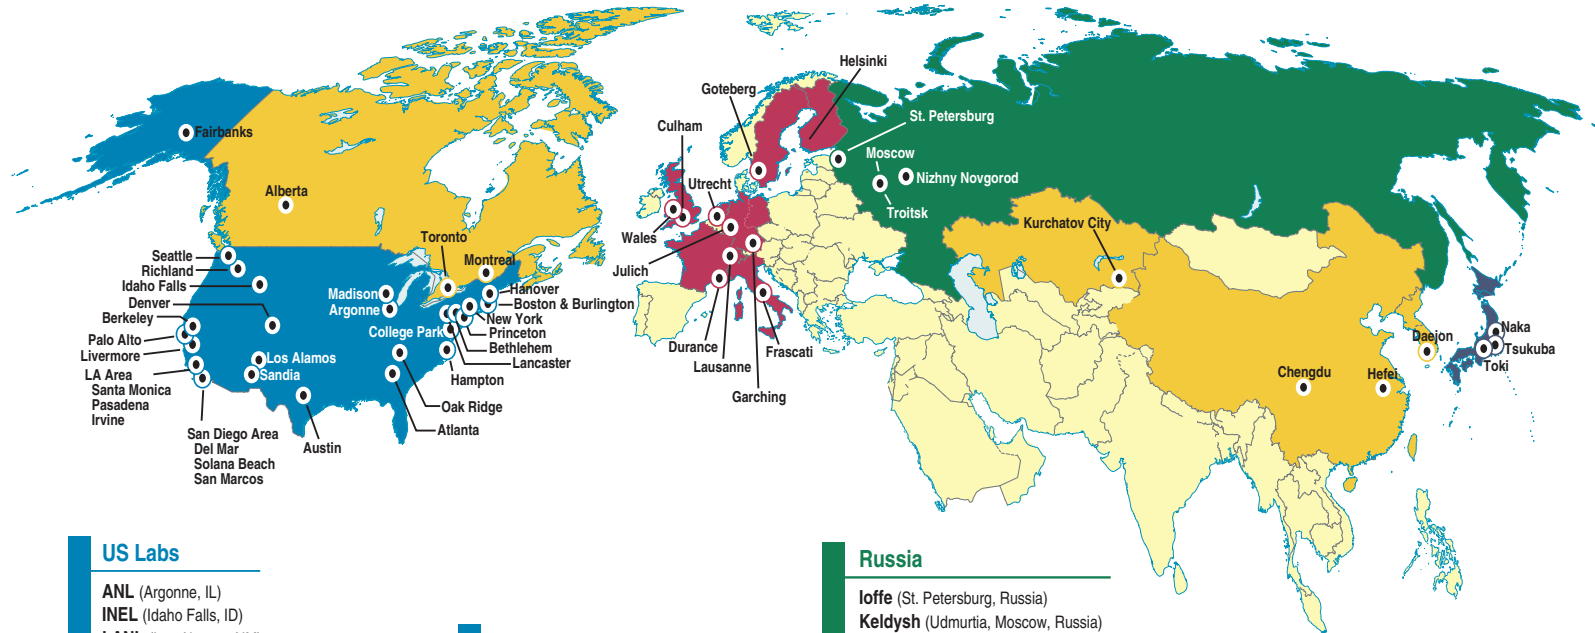 Helsinki
Goteberg
Culham
St. Petersburg
Fairbanks
Moscow
Nizhny Novgorod
Utrecht
Alberta
Troitsk
Kurchatov City
Wales
Toronto
Julich
Seattle
Montreal
Richland
Idaho Falls
Hanover
Madison
Denver
Boston & Burlington
Argonne
Berkeley
New York
College Park
Princeton
Palo Alto
Bethlehem
Livermore
Lancaster
Los Alamos
LA Area
Santa Monica
Pasadena
Irvine
Sandia
Hampton
Oak Ridge
Atlanta
San Diego Area
Del Mar
Solana Beach
San Marcos
Austin
Durance
Lausanne
Frascati
Garching
Daejon
Naka
Tsukuba
Toki
Chengdu
Hefei
US Labs
ANL (Argonne, IL)
INEL (Idaho Falls, ID)
Russia
Ioffe (St. Petersburg, Russia)
Keldysh (Udmurtia, Moscow, Russia)